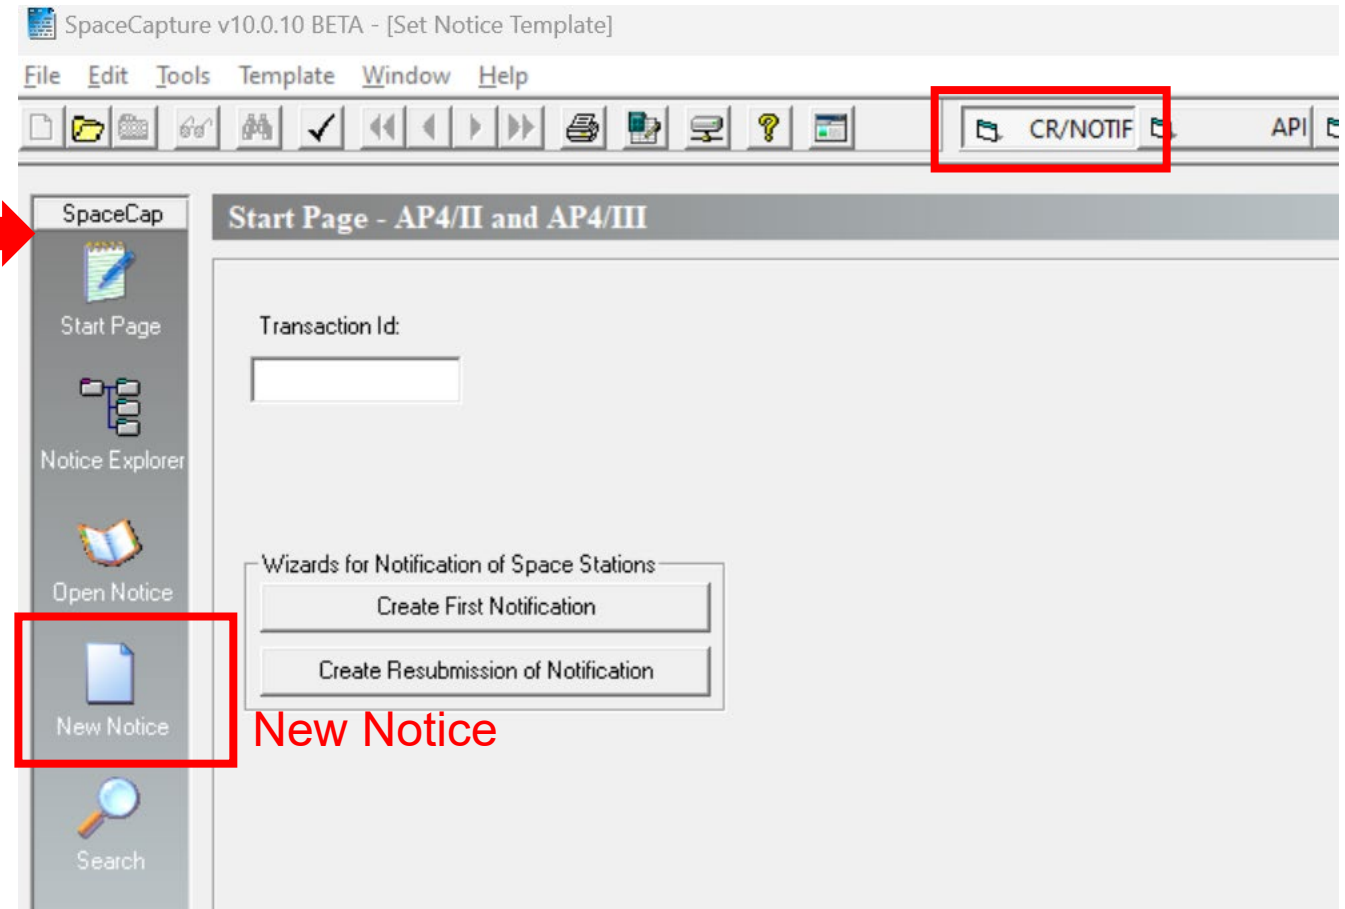 SpaceCapture v10.0.10 BETA - [Set Notice Template]
File Edit Tools Template Window Help
CR/NOTIF API
SpaceCap
Start Page - AP4/II and AP4/III
Start Page
Transaction Id:
Notice Explorer
Open Notice
Wizards for Notification of Space Stations
Create First Notification
Create Resubmission of Notification
New Notice
New Notice
Search